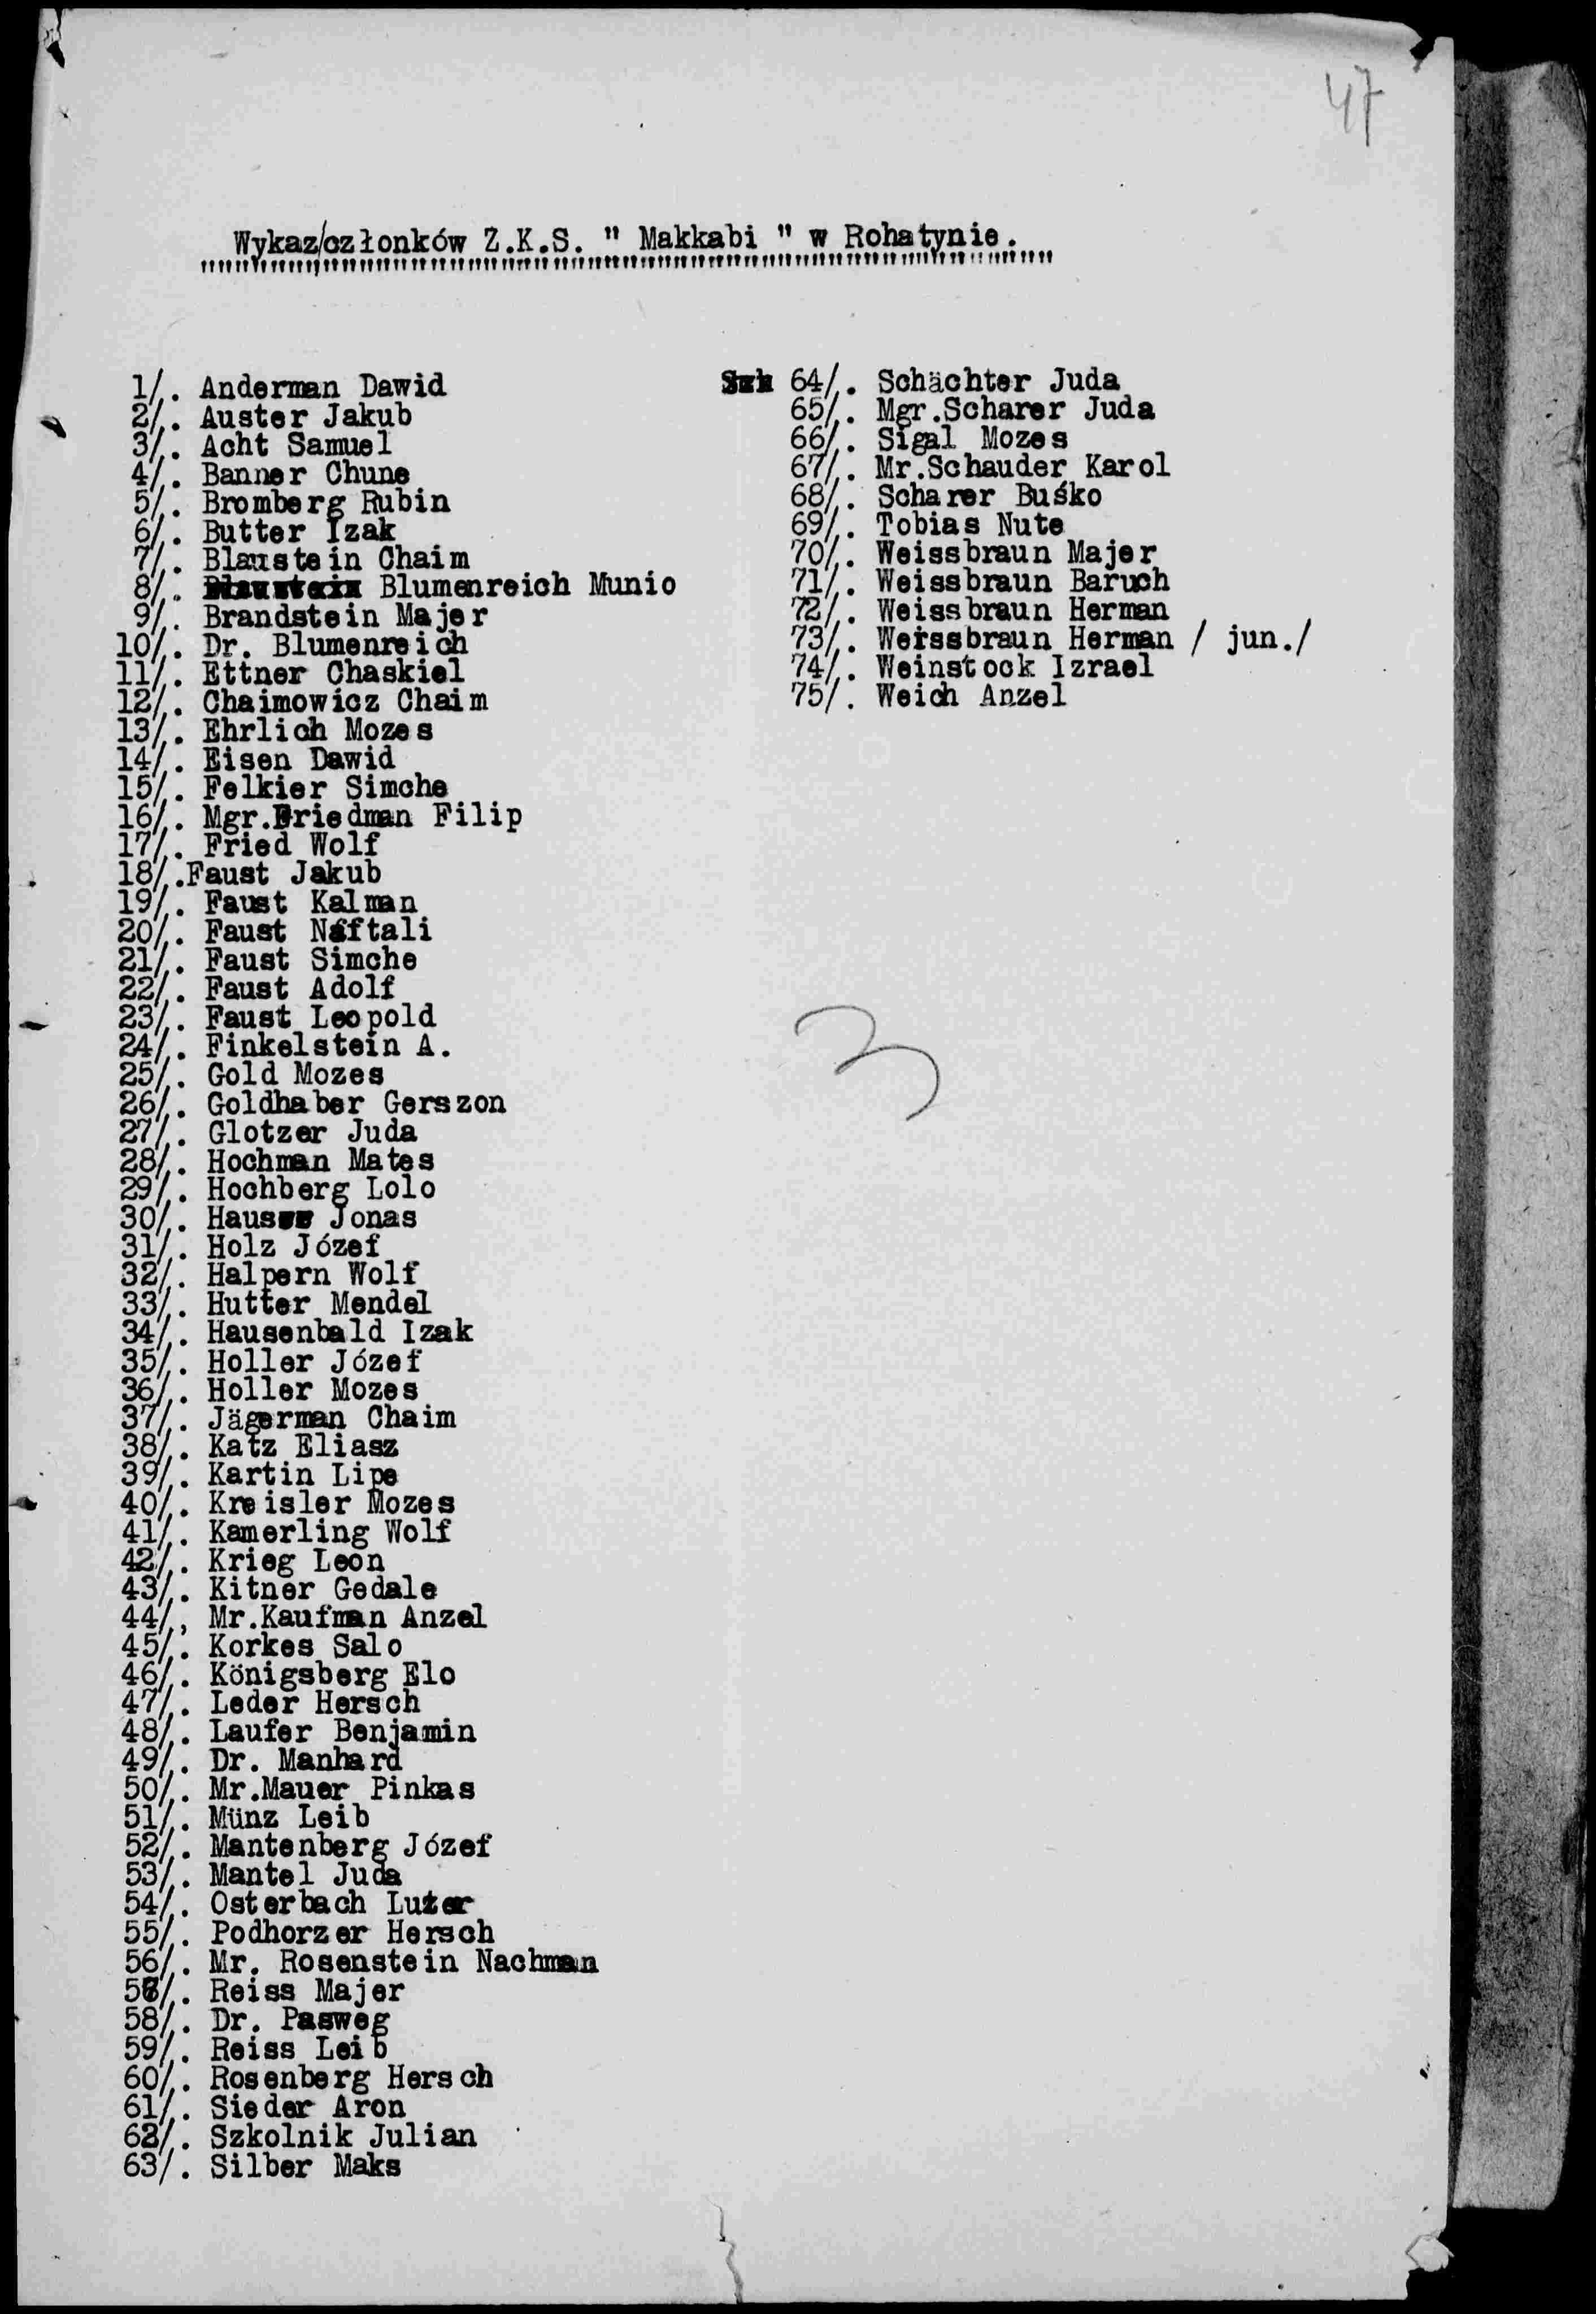 47
Wykaz/członków Z.K.S. " Makkabi " w Rohatynie.
1/. Anderman Dawid
2/. Auster Jakub
3/. Acht Samuel
4/. Banner Chune
5/. Bromberg Rubin
6/. Butter Izak
7/. Blaustein Chaim
8/. Blumenreich Munio
9/. Brandstein Majer
10/. Dr. Blumenreich
11/. Ettner Chaskiel
12/. Chaimowicz Chaim
13/. Ehrlich Mozes
14/. Eisen Dawid
15/. Felkier Simche
16/. Mgr.Friedman Filip
17/. Fried Wolf
18/.Faust Jakub
19/. Faust Kalman
20/. Faust Naftali
21/. Faust Simche
22/. Faust Adolf
23/. Faust Leopold
24/. Finkelstein A.
25/. Gold Mozes
26/. Goldhaber Gerszon
27/. Glotzer Juda
28/. Hochman Mates
29/. Hochberg Lolo
30/. Hauser Jonas
31/. Holz Józef
32/. Halpern Wolf
33/. Hutter Mendel
34/. Hausenbald Izak
35/. Holler Józef
36/. Holler Mozes
37/. Jägerman Chaim
38/. Katz Eliasz
39/. Kartin Lipe
40/. Kreisler Mozes
41/. Kamerling Wolf
42/. Krieg Leon
43/. Kitner Gedale
44/, Mr.Kaufman Anzel
45/. Korkes Salo
46/. Königsberg Elo
47/. Leder Hersch
48/. Laufer Benjamin
49/. Dr. Manhard
50/. Mr.Mauer Pinkas
51/. Münz Leib
52/. Mantenberg Józef
53/. Mantel Juda
54/. Osterbach Luzer
55/. Podhorzer Hersch
56/. Mr. Rosenstein Nachman
57/. Reiss Majer
58/. Dr. Pasweg
59/. Reiss Leib
60/. Rosenberg Hersch
61/. Sieder Aron
62/. Szkolnik Julian
63/. Silber Maks
64/. Schächter Juda
65/. Mgr.Scharer Juda
66/. Sigal Mozes
67/. Mr.Schauder Karol
68/. Scharer Buśko
69/. Tobias Nute
70/. Weissbraun Majer
71/. Weissbraun Baruch
72/. Weissbraun Herman
73/. Weissbraun Herman / jun./
74/. Weinstock Izrael
75/. Weich Anzel
3